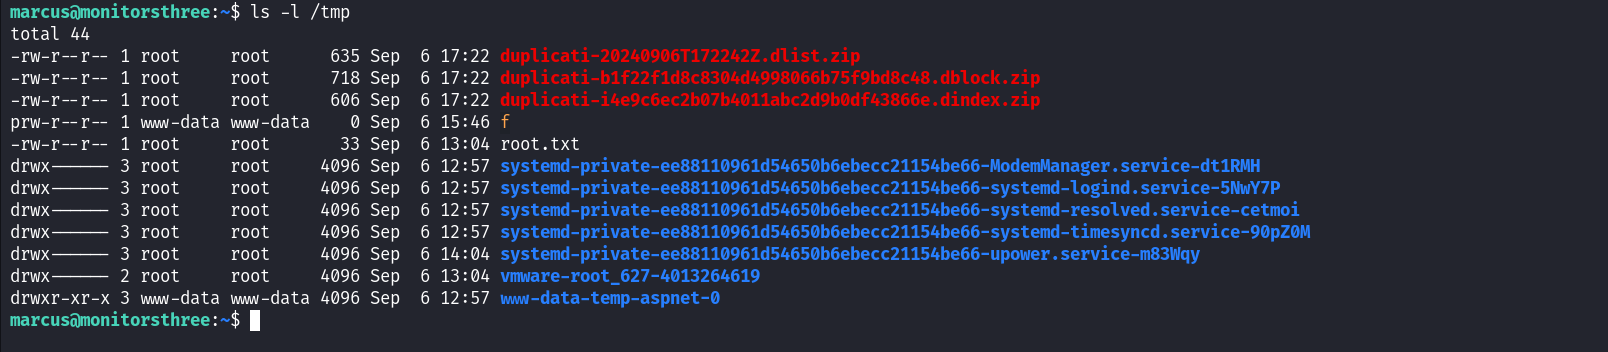 marcus@monitorsthree:~$ ls -l /tmp
total 44
-rw-r--r-- 1 root     root      635 Sep  6 17:22 duplicati-20240906T172242Z.dlist.zip
-rw-r--r-- 1 root     root      718 Sep  6 17:22 duplicati-b1f22f1d8c8304d4998066b75f9bd8c48.dblock.zip
-rw-r--r-- 1 root     root      606 Sep  6 17:22 duplicati-i4e9c6ec2b07b4011abc2d9b0df43866e.dindex.zip
prw-r--r-- 1 www-data www-data    0 Sep  6 15:46 f
-rw-r--r-- 1 root     root       33 Sep  6 13:04 root.txt
drwx------ 3 root     root     4096 Sep  6 12:57 systemd-private-ee88110961d54650b6ebecc21154be66-ModemManager.service-dt1RMH
drwx------ 3 root     root     4096 Sep  6 12:57 systemd-private-ee88110961d54650b6ebecc21154be66-systemd-logind.service-5NwY7P
drwx------ 3 root     root     4096 Sep  6 12:57 systemd-private-ee88110961d54650b6ebecc21154be66-systemd-resolved.service-cetmoi
drwx------ 3 root     root     4096 Sep  6 12:57 systemd-private-ee88110961d54650b6ebecc21154be66-systemd-timesyncd.service-90pZ0M
drwx------ 3 root     root     4096 Sep  6 14:04 systemd-private-ee88110961d54650b6ebecc21154be66-upower.service-m83Wqy
drwx------ 2 root     root     4096 Sep  6 13:04 vmware-root_627-4013264619
drwxr-xr-x 3 www-data www-data 4096 Sep  6 12:57 www-data-temp-aspnet-0
marcus@monitorsthree:~$